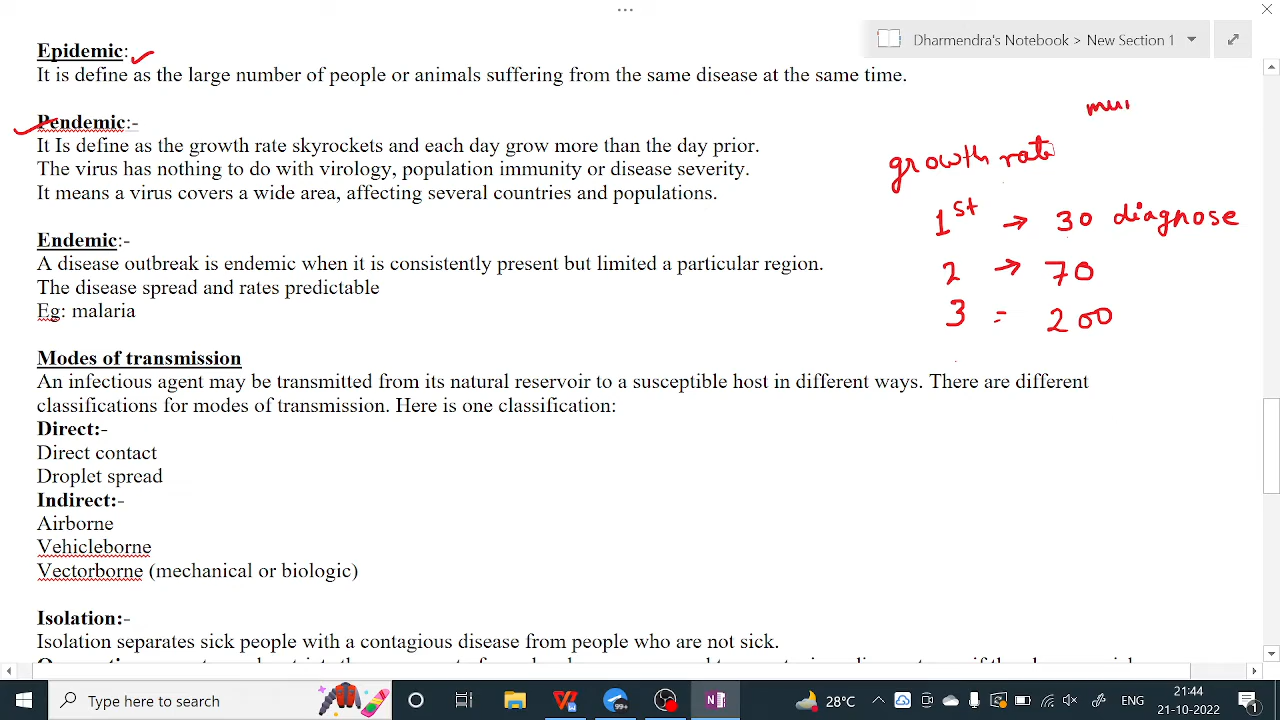 Dharmendra's Notebook > New Section 1
Epidemic:
It is define as the large number of people or animals suffering from the same disease at the same time.
Pendemic:-
It Is define as the growth rate skyrockets and each day grow more than the day prior.
The virus has nothing to do with virology, population immunity or disease severity.
It means a virus covers a wide area, affecting several countries and populations.
growth rate
1st → 30 diagnose
2 → 70
3 = 200
Endemic:-
A disease outbreak is endemic when it is consistently present but limited a particular region.
The disease spread and rates predictable
Eg: malaria
Modes of transmission
An infectious agent may be transmitted from its natural reservoir to a susceptible host in different ways. There are different
classifications for modes of transmission. Here is one classification:
Direct:-
Direct contact
Droplet spread
Indirect:-
Airborne
Vehicleborne
Vectorborne (mechanical or biologic)
Isolation:-
Isolation separates sick people with a contagious disease from people who are not sick.
Type here to search
99+
28°C
ENG
21:44
21-10-2022
1